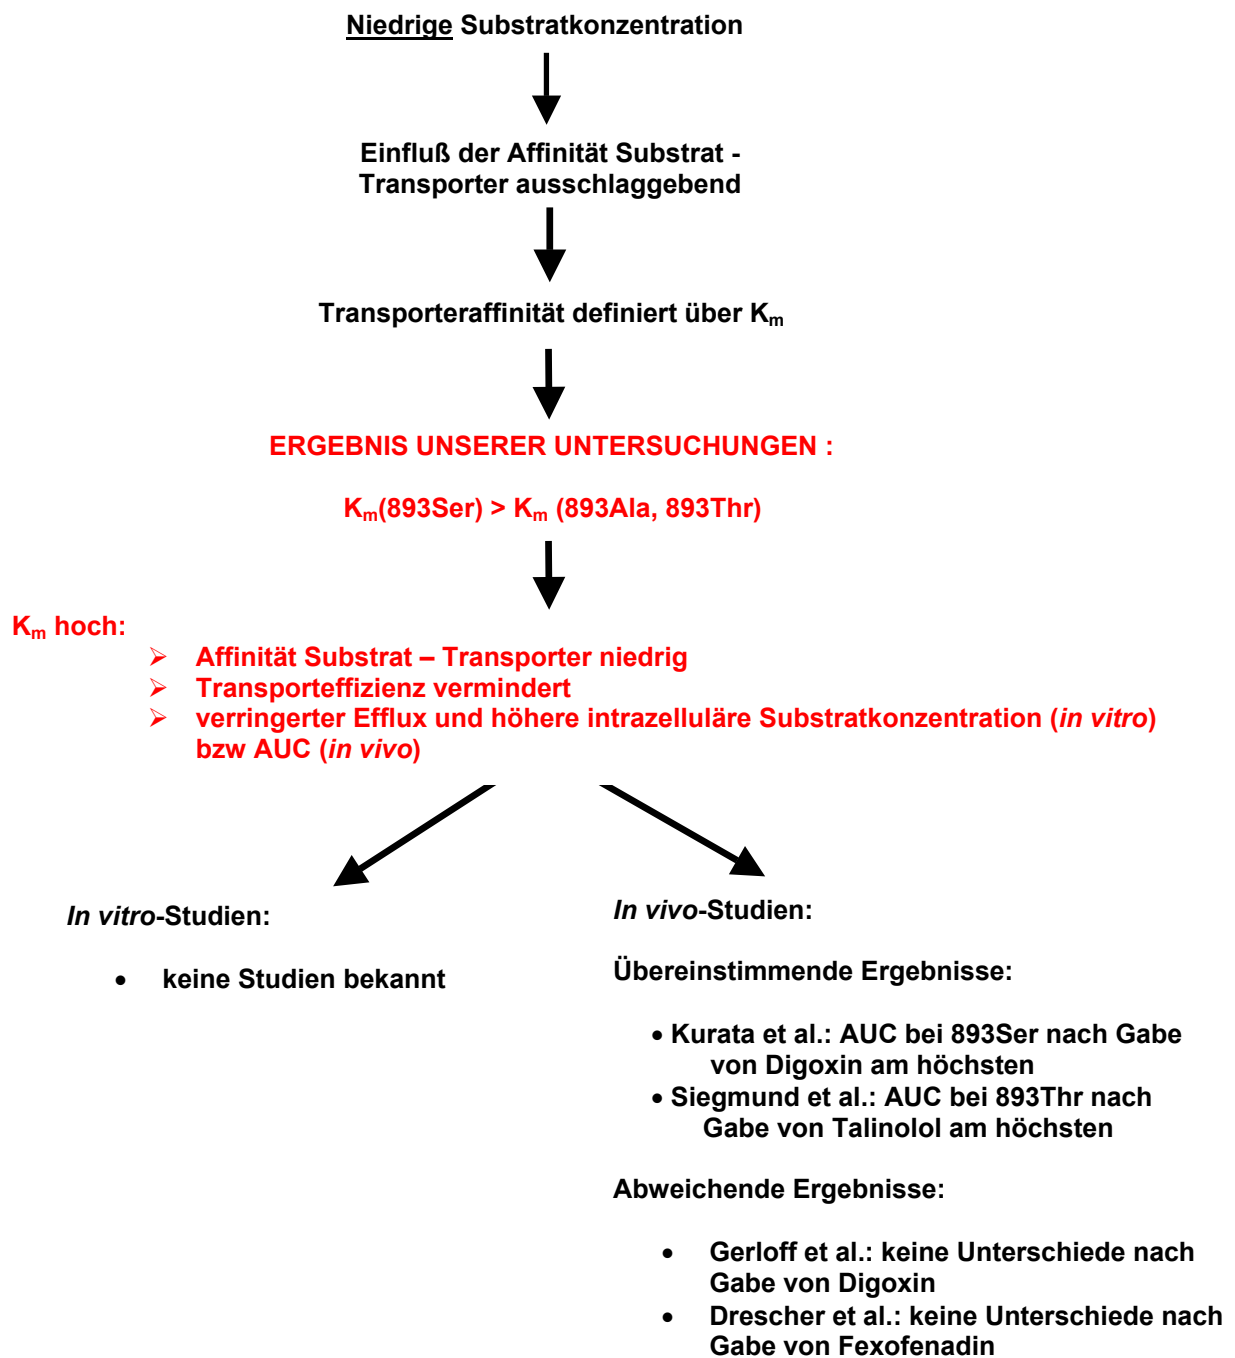 Niedrige Substratkonzentration
Einfluß der Affinität Substrat -
Transporter ausschlaggebend
Transporteraffinität definiert über Km
ERGEBNIS UNSERER UNTERSUCHUNGEN :
Km(893Ser) > Km (893Ala, 893Thr)
Km hoch:
➢ Affinität Substrat – Transporter niedrig
➢ Transporteffizienz vermindert
➢ verringerter Efflux und höhere intrazelluläre Substratkonzentration (in vitro)
bzw AUC (in vivo)
In vitro-Studien:
• keine Studien bekannt
In vivo-Studien:
Übereinstimmende Ergebnisse:
• Kurata et al.: AUC bei 893Ser nach Gabe
von Digoxin am höchsten
• Siegmund et al.: AUC bei 893Thr nach
Gabe von Talinolol am höchsten
Abweichende Ergebnisse:
• Gerloff et al.: keine Unterschiede nach
Gabe von Digoxin
• Drescher et al.: keine Unterschiede nach
Gabe von Fexofenadin